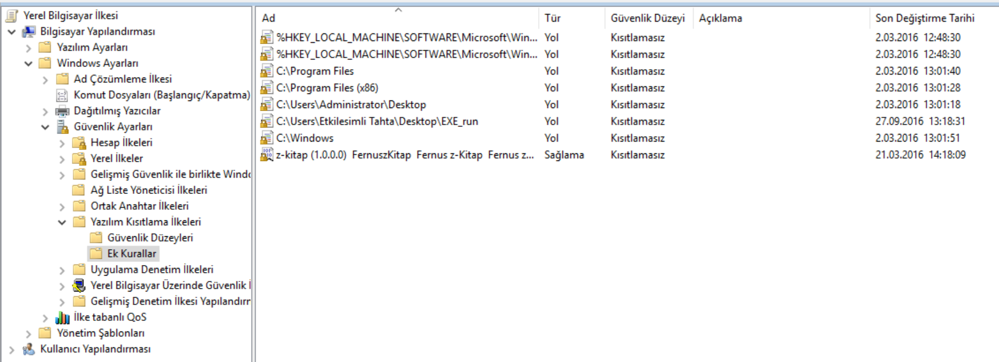 Yerel Bilgisayar İlkesi
Bilgisayar Yapılandırması
Yazılım Ayarları
Windows Ayarları
Ad Çözümleme İlkesi
Komut Dosyaları (Başlangıç/Kapatma)
Dağıtılmış Yazıcılar
Güvenlik Ayarları
Hesap İlkeleri
Yerel İlkeler
Gelişmiş Güvenlik ile birlikte Windo
Ağ Liste Yöneticisi İlkeleri
Ortak Anahtar İlkeleri
Yazılım Kısıtlama İlkeleri
Güvenlik Düzeyleri
Ek Kurallar
Uygulama Denetim İlkeleri
Yerel Bilgisayar Üzerinde Güvenlik İ
Gelişmiş Denetim İlkesi Yapılandırm
İlke tabanlı QoS
Yönetim Şablonları
Kullanıcı Yapılandırması
Ad Tür Güvenlik Düzeyi Açıklama Son Değiştirme Tarihi
%HKEY_LOCAL_MACHINE\SOFTWARE\Microsoft\Win... Yol Kısıtlamasız 2.03.2016 12:48:30
%HKEY_LOCAL_MACHINE\SOFTWARE\Microsoft\Win... Yol Kısıtlamasız 2.03.2016 12:48:30
C:\Program Files Yol Kısıtlamasız 2.03.2016 13:01:40
C:\Program Files (x86) Yol Kısıtlamasız 2.03.2016 13:01:28
C:\Users\Administrator\Desktop Yol Kısıtlamasız 2.03.2016 13:01:18
C:\Users\Etkilesimli Tahta\Desktop\EXE_run Yol Kısıtlamasız 27.09.2016 13:18:31
C:\Windows Yol Kısıtlamasız 2.03.2016 13:01:51
z-kitap (1.0.0.0) FernuszKitap Fernus z-Kitap Fernus z... Sağlama Kısıtlamasız 21.03.2016 14:18:09